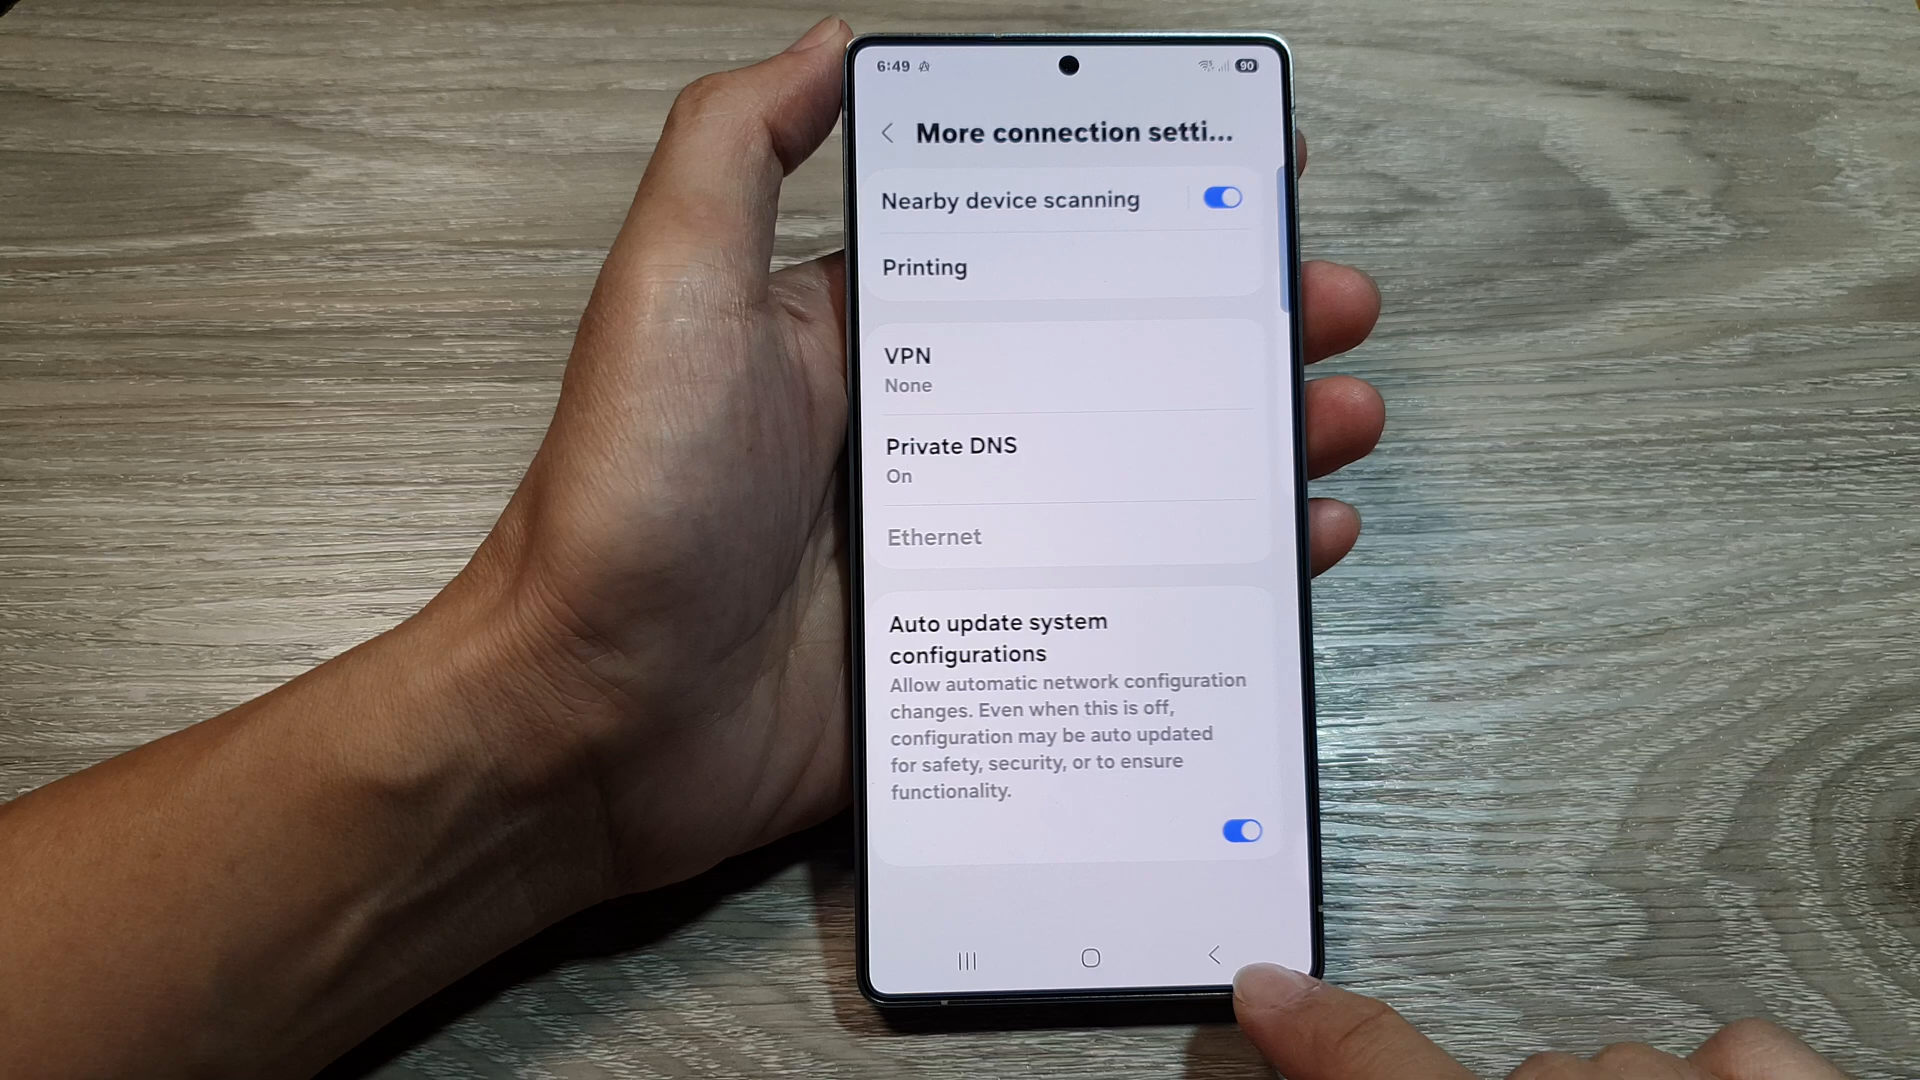 6:49
90
More connection setti...
Nearby device scanning
Printing
VPN
None
Private DNS
On
Ethernet
Auto update system
configurations
Allow automatic network configuration
changes. Even when this is off,
configuration may be auto updated
for safety, security, or to ensure
functionality.